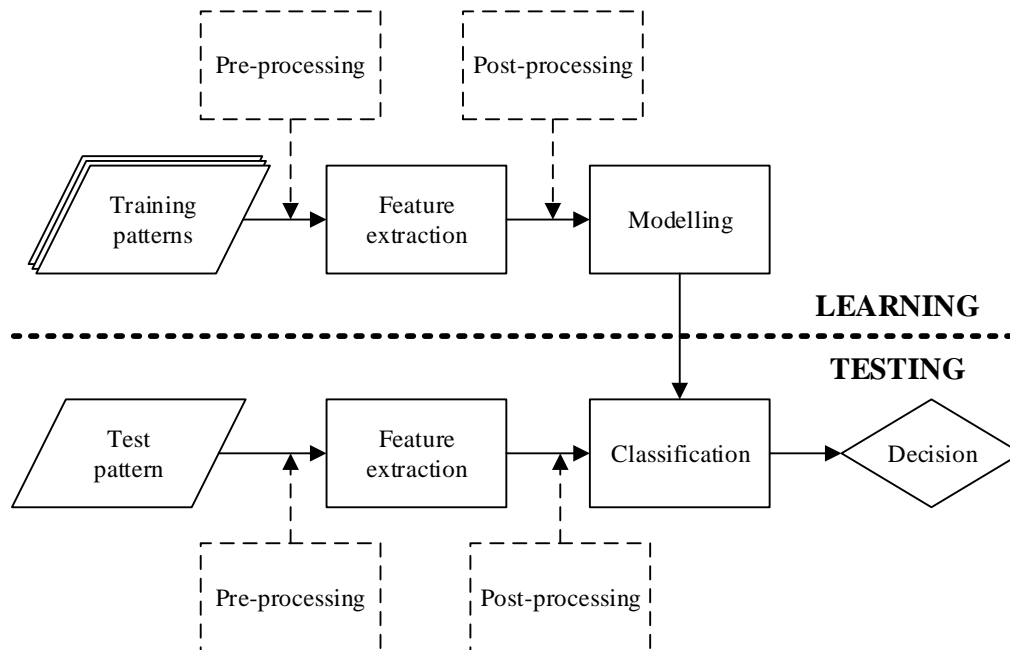 Pre-processing
Post-processing
Training
patterns
Feature
extraction
Modelling
LEARNING
TESTING
Test
pattern
Feature
extraction
Classification
Decision
Pre-processing
Post-processing